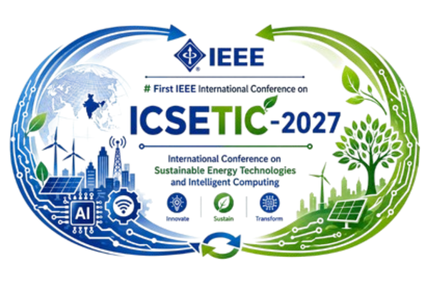 IEEE
# First IEEE International Conference on
ICSETIC-2027
International Conference on
Sustainable Energy Technologies
and Intelligent Computing
AI
Innovate
Sustain
Transform